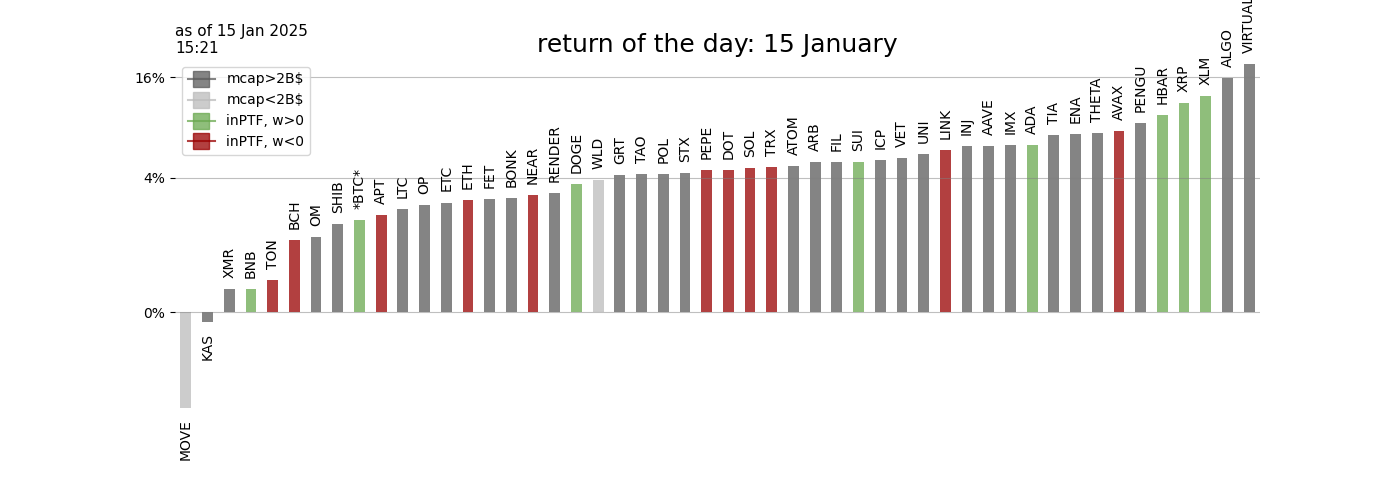 as of 15 Jan 2025
15:21
return of the day: 15 January
mcap>2B$
mcap<2B$
inPTF, w>0
inPTF, w<0
16%
4%
0%
MOVE
KAS
XMR
BNB
TON
BCH
OM
SHIB
*BTC*
APT
LTC
OP
ETC
ETH
FET
BONK
NEAR
RENDER
DOGE
WLD
GRT
TAO
POL
STX
PEPE
DOT
SOL
TRX
ATOM
ARB
FIL
SUI
ICP
VET
UNI
LINK
INJ
AAVE
IMX
ADA
TIA
ENA
THETA
AVAX
PENGU
HBAR
XRP
XLM
ALGO
VIRTUAL